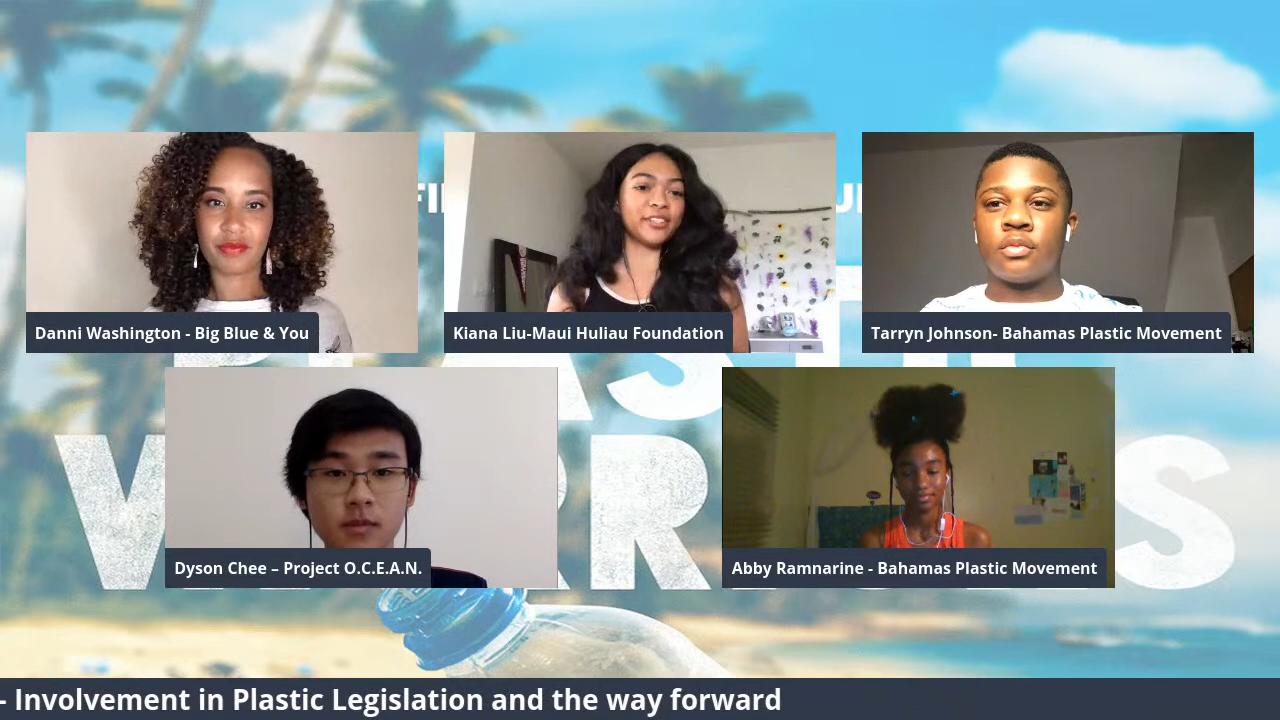 Danni Washington - Big Blue & You
Kiana Liu-Maui Huliau Foundation
Tarryn Johnson- Bahamas Plastic Movement
Dyson Chee – Project O.C.E.A.N.
Abby Ramnarine - Bahamas Plastic Movement
- Involvement in Plastic Legislation and the way forward